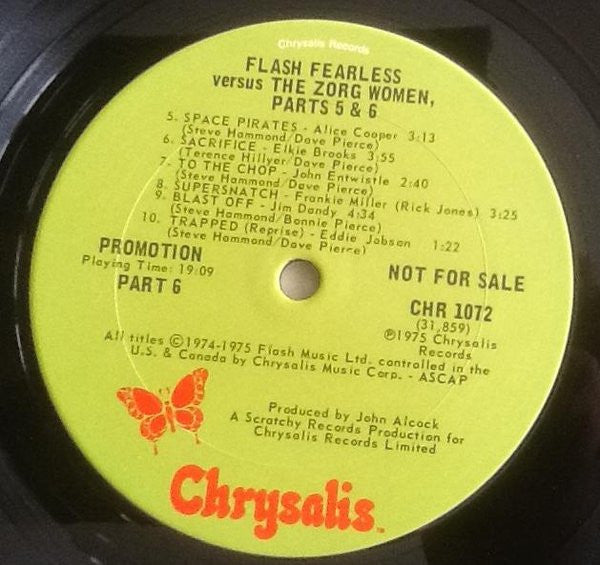 Chrysalis Records
FLASH FEARLESS
versus THE ZORG WOMEN,
PARTS 5 & 6
5. SPACE PIRATES - Alice Cooper 3:13
(Steve Hammond/Dave Pierce)
6. SACRIFICE - Elkie Brooks 3:55
(Terence Hillyer/Dave Pierce)
7. TO THE CHOP - John Entwistle 2:40
(Steve Hammond/Dave Pierce)
8. SUPERSNATCH - Frankie Miller (Rick Jones) 3:25
9. BLAST OFF - Jim Dandy 4:34
(Steve Hammond/Bonnie Pierce)
10. TRAPPED (Reprise) - Eddie Jobson 1:22
(Steve Hammond/Dave Pierce)
PROMOTION
Playing Time: 19:09
PART 6
NOT FOR SALE
CHR 1072
(31,859)
℗1975 Chrysalis
Records
All titles ©1974-1975 Flash Music Ltd. controlled in the
U.S. & Canada by Chrysalis Music Corp. - ASCAP
Produced by John Alcock
A Scratchy Records Production for
Chrysalis Records Limited
Chrysalis™